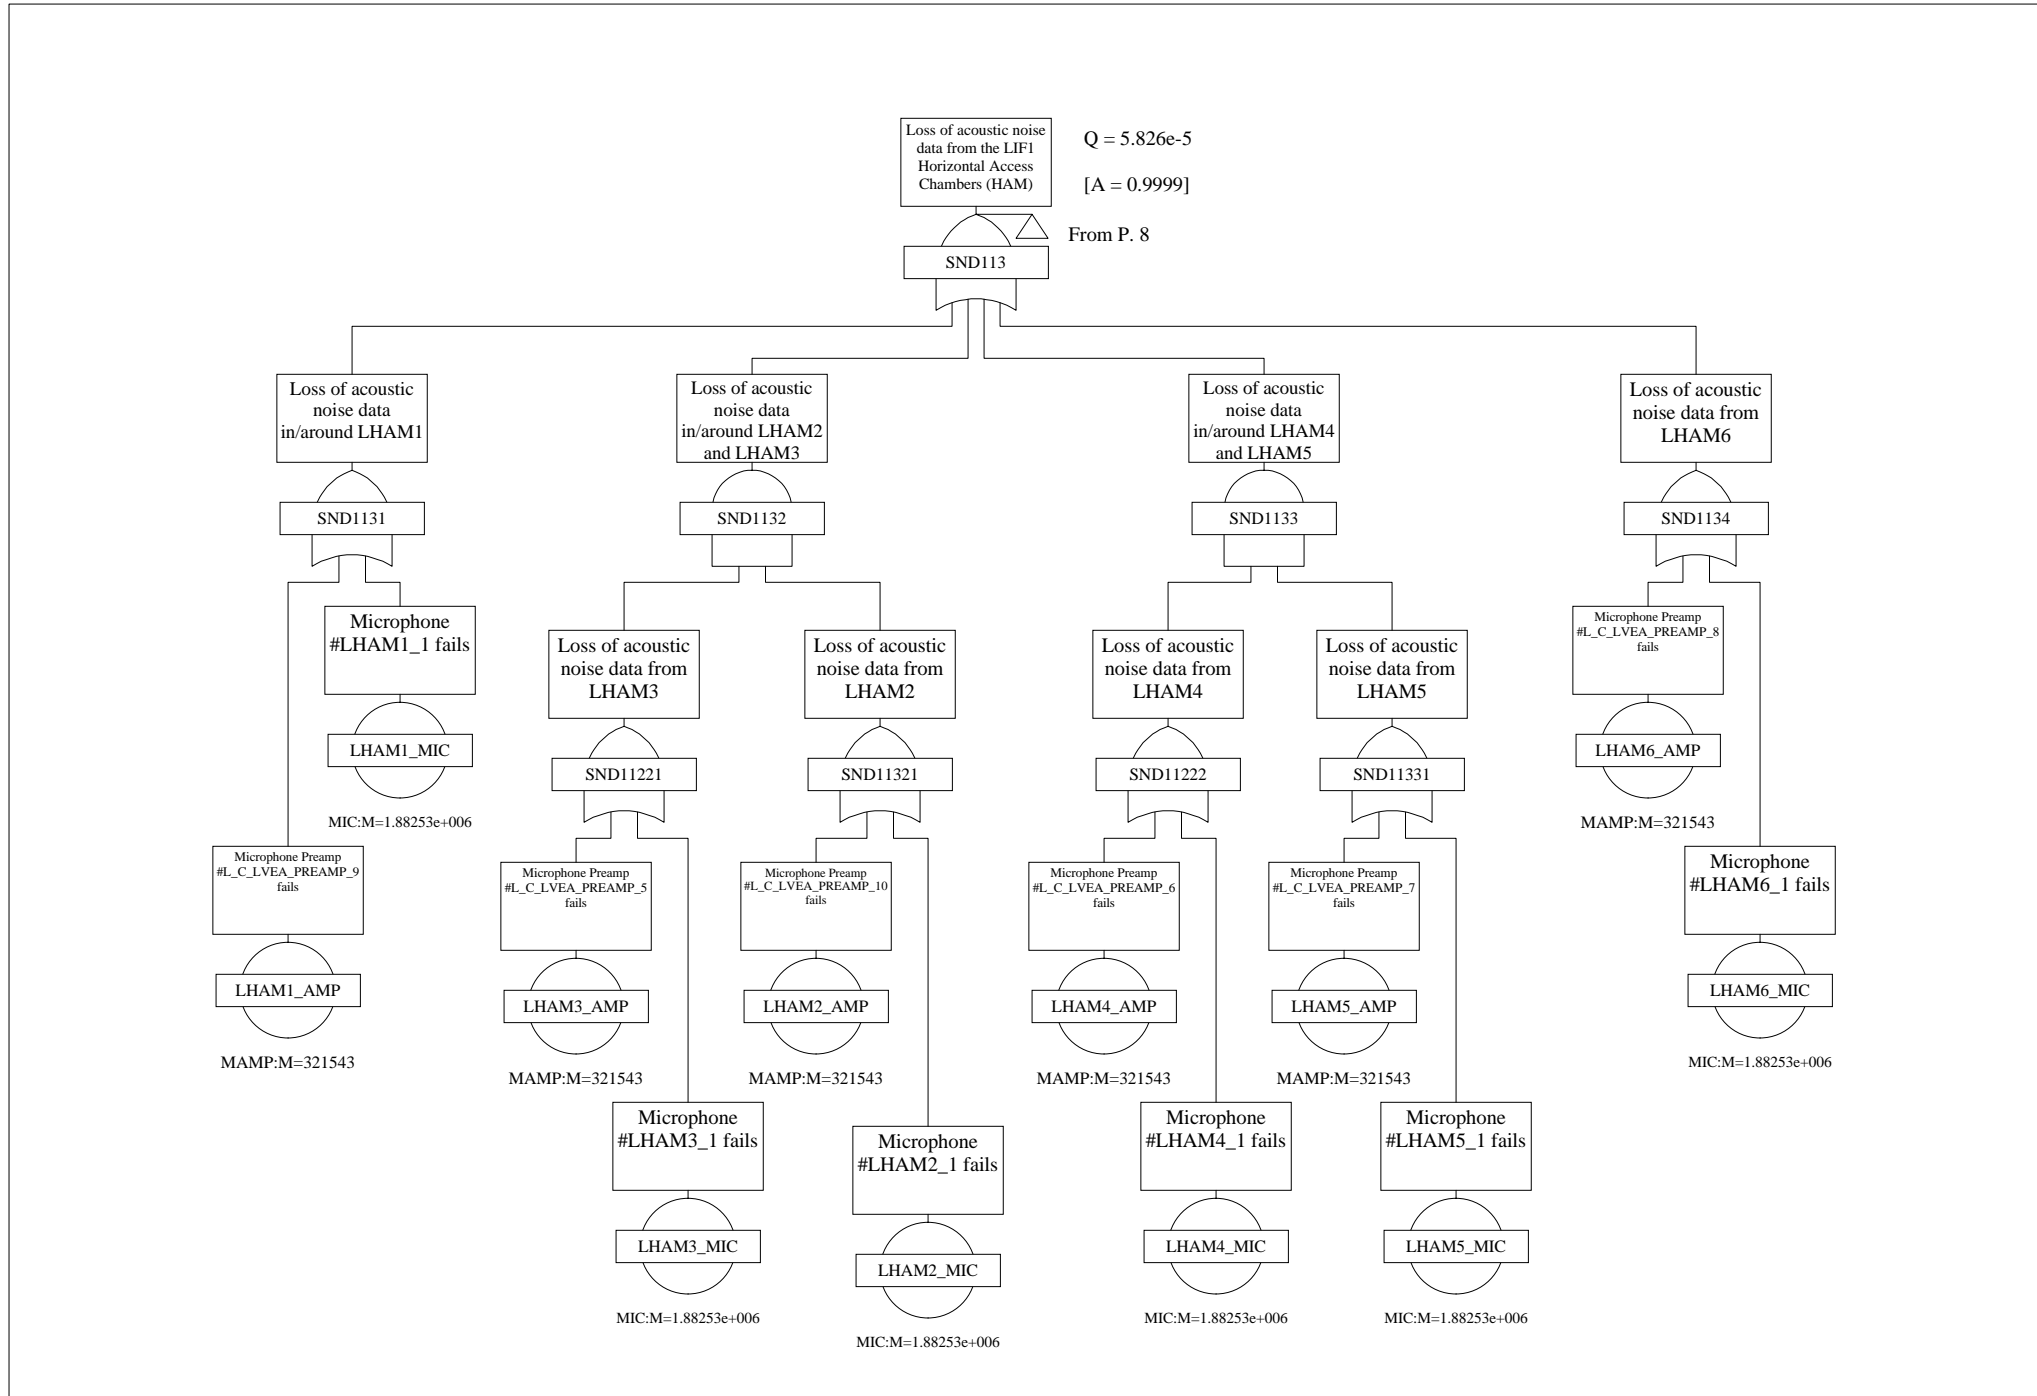 Loss of acoustic noise
data from the LIF1
Horizontal Access
Chambers (HAM)
Q = 5.826e-5
[A = 0.9999]
From P. 8
SND113
Loss of acoustic
noise data
in/around LHAM1
SND1131
Loss of acoustic
noise data
in/around LHAM2
and LHAM3
SND1132
Loss of acoustic
noise data
in/around LHAM4
and LHAM5
SND1133
Loss of acoustic
noise data from
LHAM6
SND1134
Microphone
#LHAM1_1 fails
LHAM1_MIC
MIC:M=1.88253e+006
Microphone Preamp
#L_C_LVEA_PREAMP_9
fails
LHAM1_AMP
MAMP:M=321543
Loss of acoustic
noise data from
LHAM3
SND11221
Loss of acoustic
noise data from
LHAM2
SND11321
Loss of acoustic
noise data from
LHAM4
SND11222
Loss of acoustic
noise data from
LHAM5
SND11331
Microphone Preamp
#L_C_LVEA_PREAMP_8
fails
LHAM6_AMP
MAMP:M=321543
Microphone
#LHAM6_1 fails
LHAM6_MIC
MIC:M=1.88253e+006
Microphone Preamp
#L_C_LVEA_PREAMP_5
fails
LHAM3_AMP
MAMP:M=321543
Microphone Preamp
#L_C_LVEA_PREAMP_10
fails
LHAM2_AMP
MAMP:M=321543
Microphone Preamp
#L_C_LVEA_PREAMP_6
fails
LHAM4_AMP
MAMP:M=321543
Microphone Preamp
#L_C_LVEA_PREAMP_7
fails
LHAM5_AMP
MAMP:M=321543
Microphone
#LHAM3_1 fails
LHAM3_MIC
MIC:M=1.88253e+006
Microphone
#LHAM2_1 fails
LHAM2_MIC
MIC:M=1.88253e+006
Microphone
#LHAM4_1 fails
LHAM4_MIC
MIC:M=1.88253e+006
Microphone
#LHAM5_1 fails
LHAM5_MIC
MIC:M=1.88253e+006